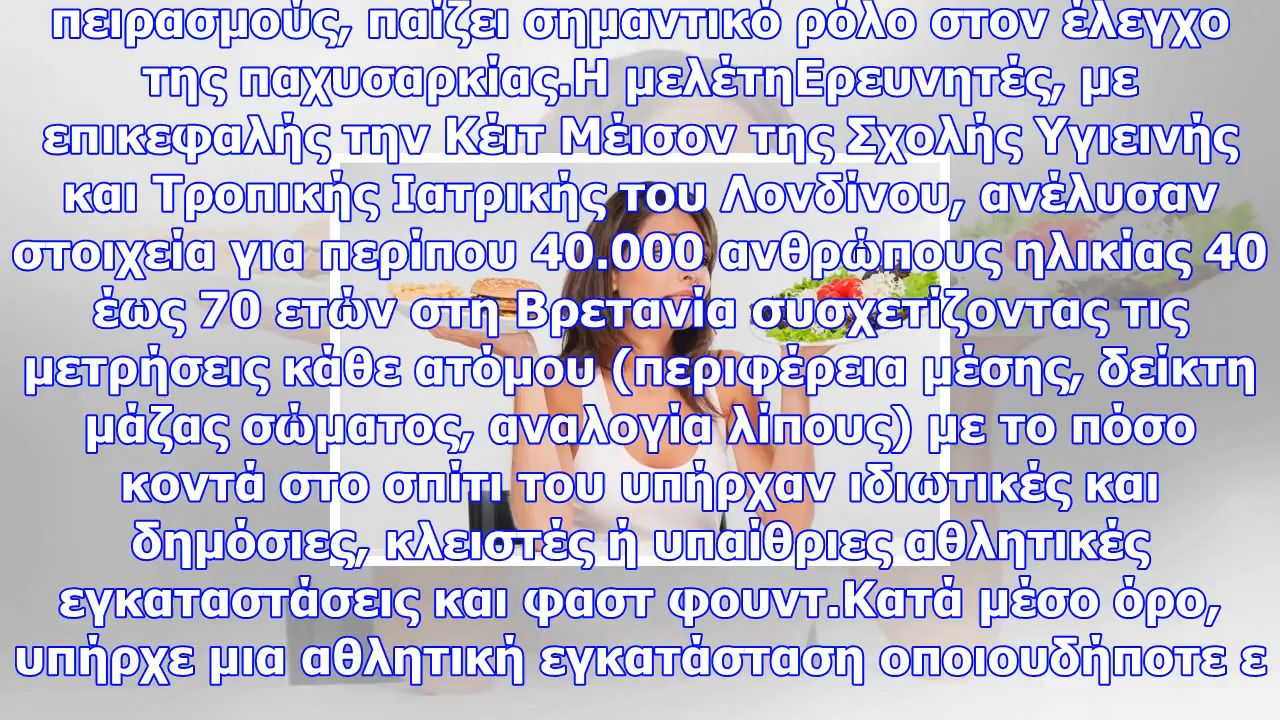 πειρασμούς, παίζει σημαντικό ρόλο στον έλεγχο
της παχυσαρκίας.Η μελέτηΕρευνητές, με
επικεφαλής την Κέιτ Μέισον της Σχολής Υγιεινής
και Τροπικής Ιατρικής του Λονδίνου, ανέλυσαν
στοιχεία για περίπου 40.000 ανθρώπους ηλικίας 40
έως 70 ετών στη Βρετανία συσχετίζοντας τις
μετρήσεις κάθε ατόμου (περιφέρεια μέσης, δείκτη
μάζας σώματος, αναλογία λίπους) με το πόσο
κοντά στο σπίτι του υπήρχαν ιδιωτικές και
δημόσιες, κλειστές ή υπαίθριες αθλητικές
εγκαταστάσεις και φαστ φουντ.Κατά μέσο όρο,
υπήρχε μια αθλητική εγκατάσταση οποιουδήποτε ε